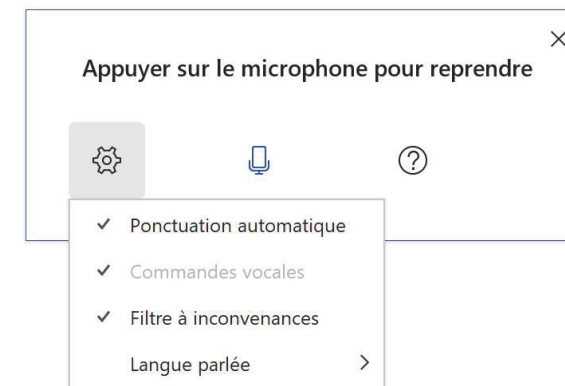 Appuyer sur le microphone pour reprendre
Ponctuation automatique
Commandes vocales
Filtre à inconvenances
Langue parlée